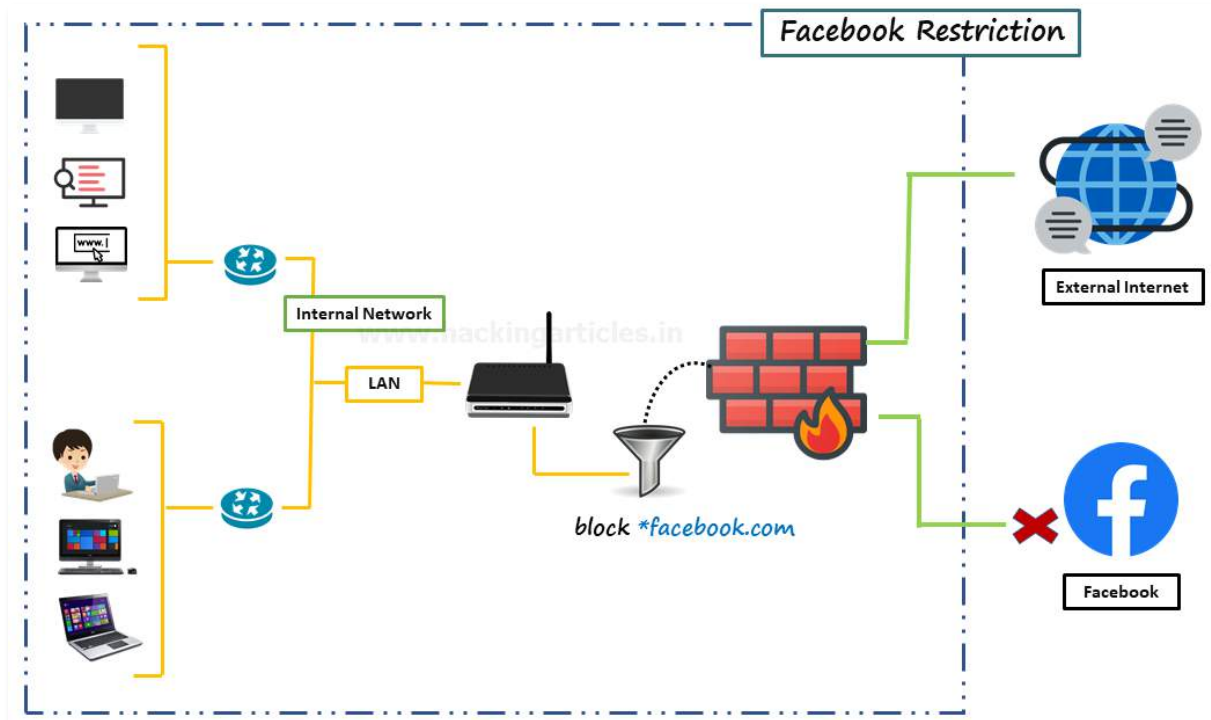 Facebook Restriction
www. |
Internal Network
www.hackingarticles.in
LAN
External Internet
block *facebook.com
Facebook